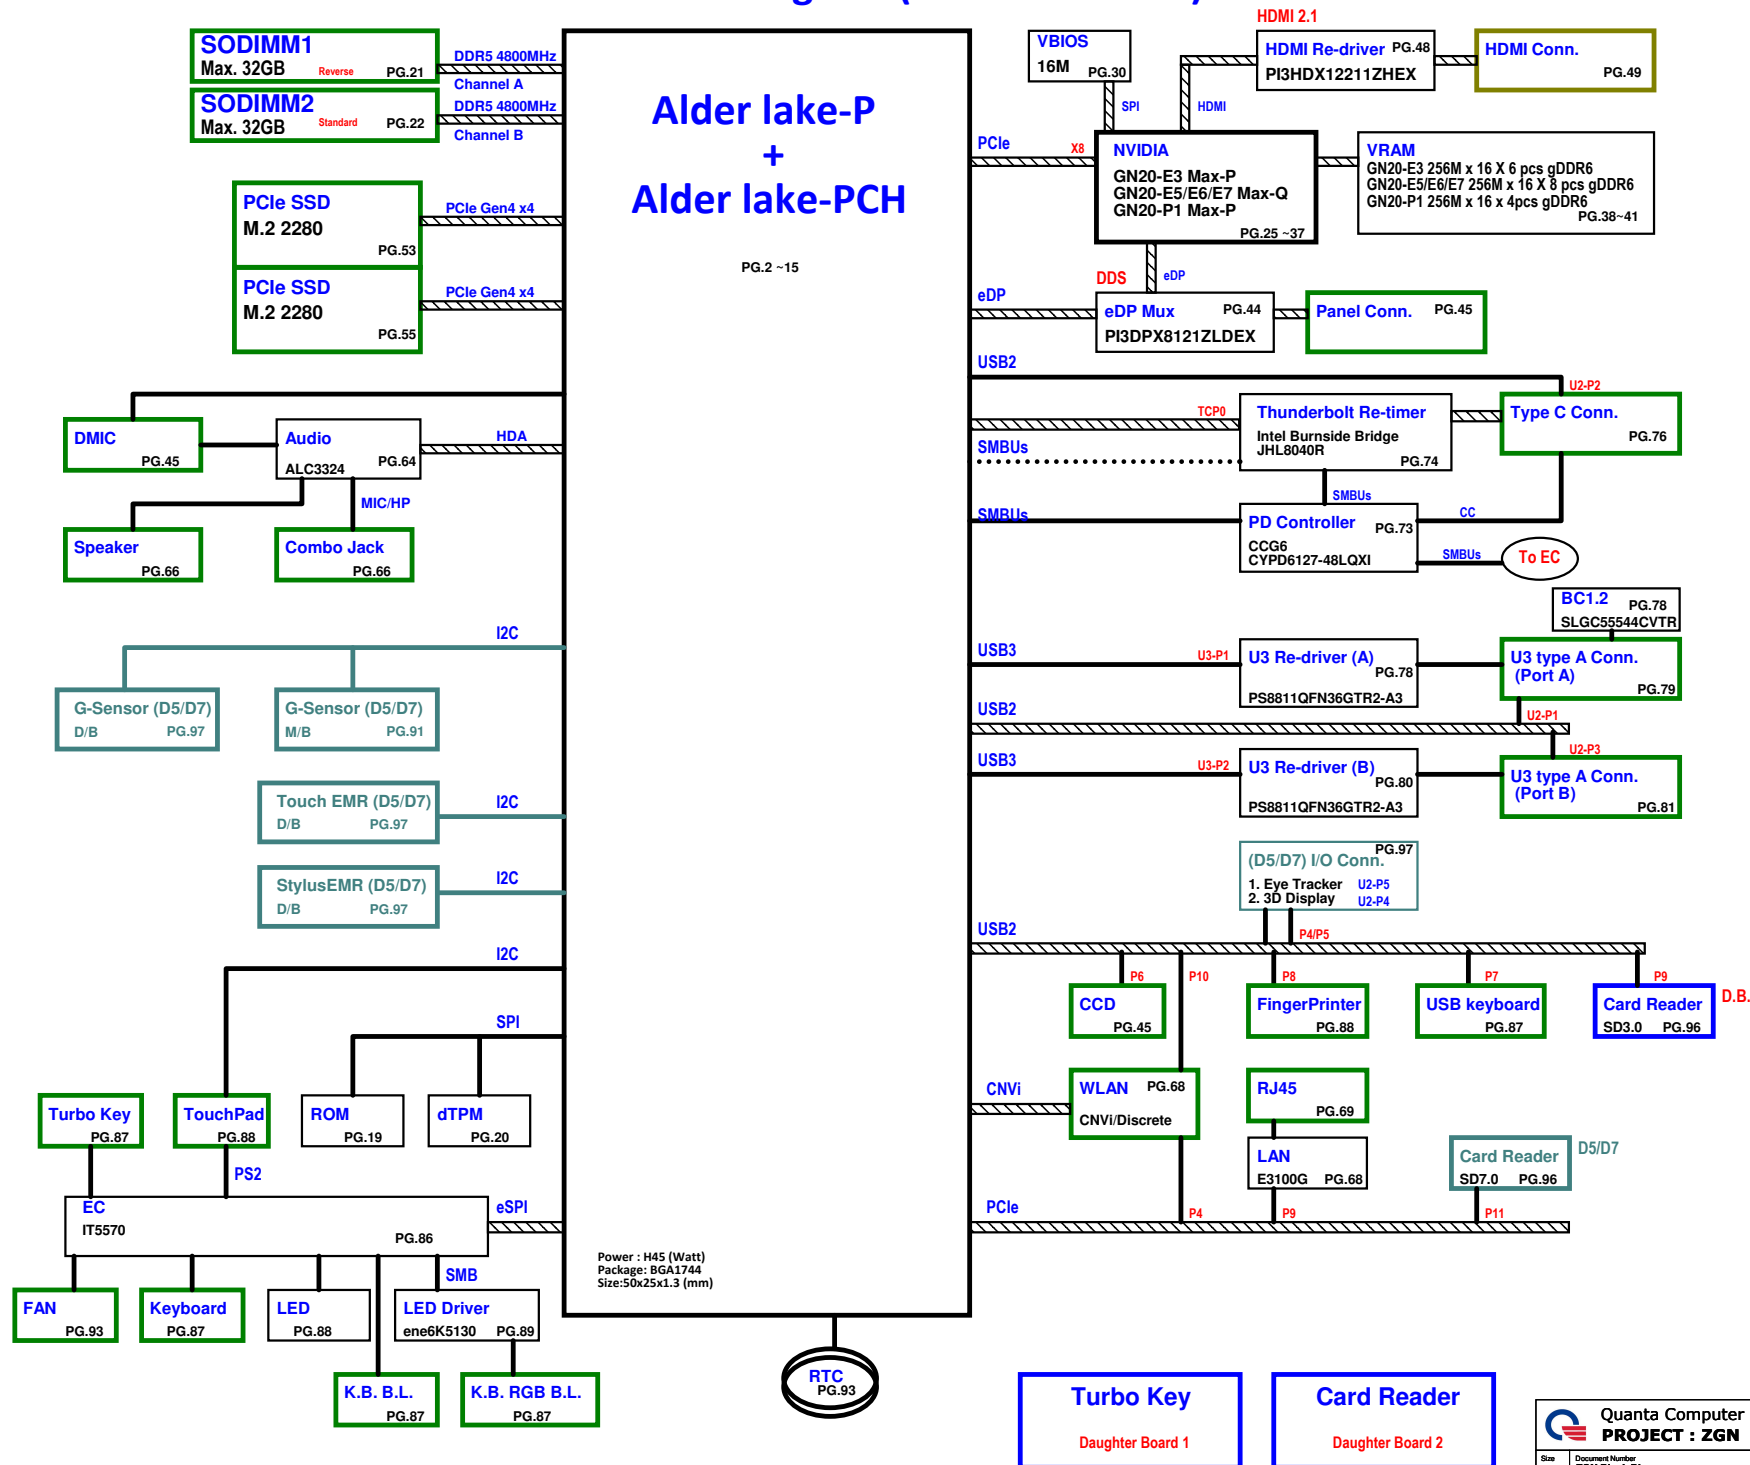 HDMI 2.1
SODIMM1
Max. 32GB
Reverse
PG.21
DDR5 4800MHz
Channel A
SODIMM2
Max. 32GB
Standard
PG.22
DDR5 4800MHz
Channel B
PCIe SSD
M.2 2280
PG.53
PCIe Gen4 x4
PCIe SSD
M.2 2280
PG.55
PCIe Gen4 x4
DMIC
PG.45
Audio
ALC3324
PG.64
HDA
MIC/HP
Speaker
PG.66
Combo Jack
PG.66
I2C
G-Sensor (D5/D7)
D/B PG.97
G-Sensor (D5/D7)
M/B PG.91
Touch EMR (D5/D7)
D/B PG.97
I2C
StylusEMR (D5/D7)
D/B PG.97
I2C
I2C
SPI
Turbo Key
PG.87
TouchPad
PG.88
ROM
PG.19
dTPM
PG.20
PS2
EC
IT5570
PG.86
eSPI
SMB
FAN
PG.93
Keyboard
PG.87
LED
PG.88
LED Driver
ene6K5130 PG.89
K.B. B.L.
PG.87
K.B. RGB B.L.
PG.87
Alder lake-P
+
Alder lake-PCH
PG.2 ~15
Power : H45 (Watt)
Package: BGA1744
Size:50x25x1.3 (mm)
RTC
PG.93
VBIOS
16M
PG.30
SPI
HDMI
HDMI Re-driver PG.48
PI3HDX12211ZHEX
HDMI Conn.
PG.49
PCIe
X8
NVIDIA
GN20-E3 Max-P
GN20-E5/E6/E7 Max-Q
GN20-P1 Max-P
PG.25 ~37
VRAM
GN20-E3 256M x 16 X 6 pcs gDDR6
GN20-E5/E6/E7 256M x 16 X 8 pcs gDDR6
GN20-P1 256M x 16 x 4pcs gDDR6
PG.38~41
DDS
eDP
eDP
eDP Mux
PG.44
PI3DPX8121ZLDEX
Panel Conn. PG.45
USB2
U2-P2
TCP0
Thunderbolt Re-timer
Intel Burnside Bridge
JHL8040R
PG.74
Type C Conn.
PG.76
SMBUs
SMBUs
SMBUs
PD Controller
PG.73
CCG6
CYPD6127-48LQXI
CC
SMBUs
To EC
BC1.2
PG.78
SLGC55544CVTR
USB3
U3-P1
U3 Re-driver (A)
PG.78
PS8811QFN36GTR2-A3
U3 type A Conn.
(Port A)
PG.79
USB2
U2-P1
U2-P3
USB3
U3-P2
U3 Re-driver (B)
PG.80
PS8811QFN36GTR2-A3
U3 type A Conn.
(Port B)
PG.81
PG.97
(D5/D7) I/O Conn.
1. Eye Tracker U2-P5
2. 3D Display U2-P4
USB2
P4/P5
P6
P10
P8
P7
P9
CCD
PG.45
FingerPrinter
PG.88
USB keyboard
PG.87
Card Reader
SD3.0 PG.96
D.B.
CNVi
WLAN PG.68
CNVi/Discrete
RJ45
PG.69
LAN
E3100G PG.68
Card Reader
SD7.0 PG.96
D5/D7
PCIe
P4
P9
P11
Turbo Key
Daughter Board 1
Card Reader
Daughter Board 2
Quanta Computer
PROJECT : ZGN
Size
Document Number